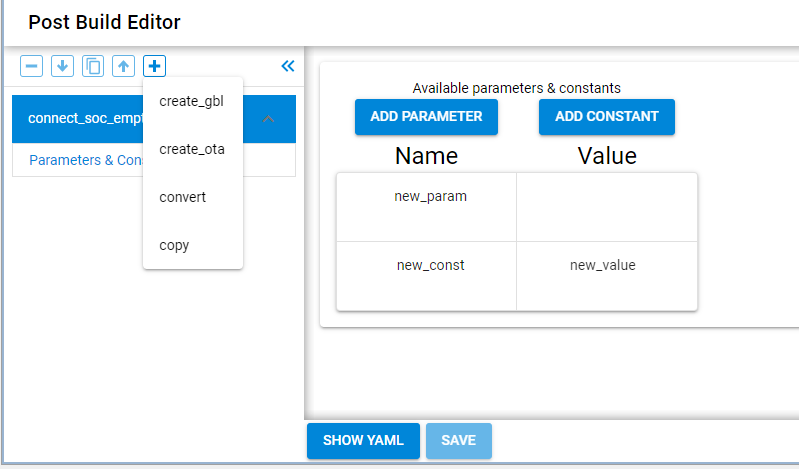 Post Build Editor
create_gbl
create_ota
convert
copy
connect_soc_emp
Parameters & Con
Available parameters & constants
ADD PARAMETER
ADD CONSTANT
Name
Value
new_param
new_const
new_value
SHOW YAML
SAVE